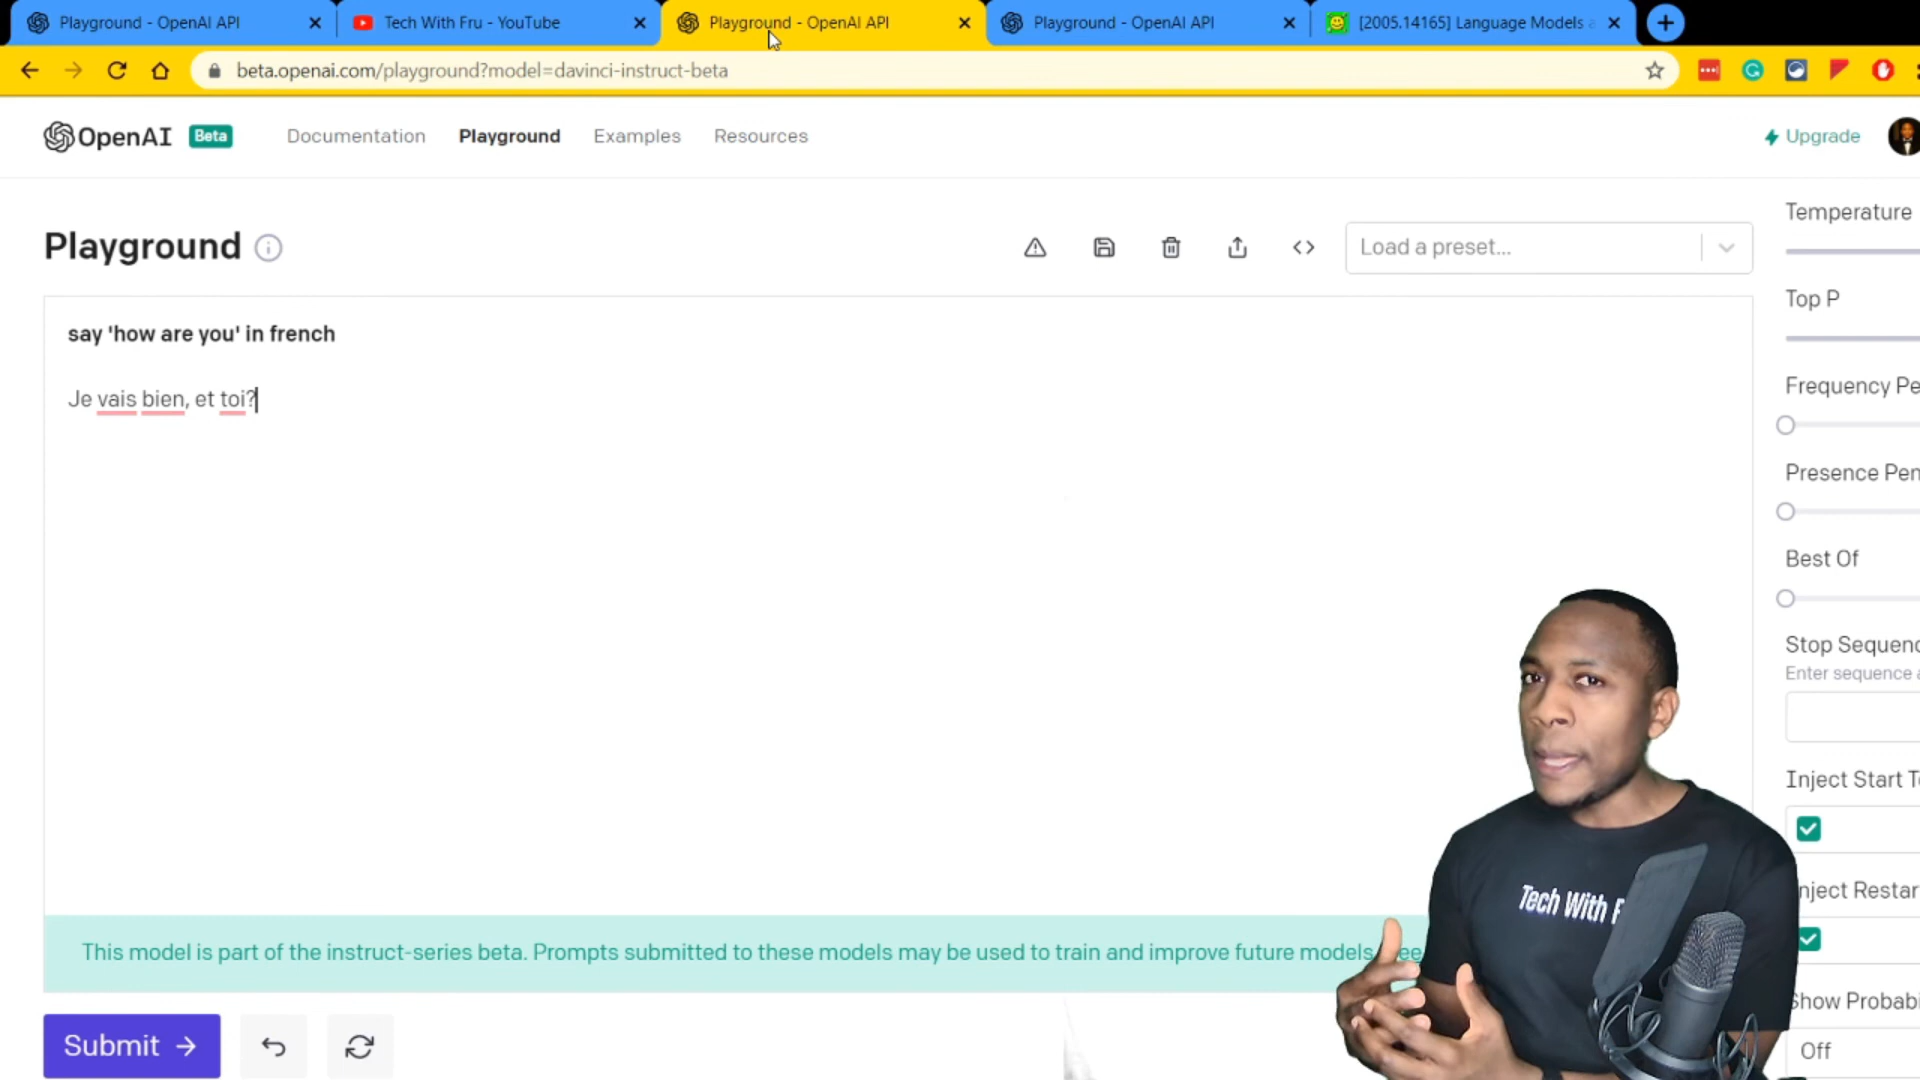 Playground - OpenAI API
Tech With Fru - YouTube
Playground - OpenAI API
Playground - OpenAI API
[2005.14165] Language Models
beta.openai.com/playground?model=davinci-instruct-beta
OpenAI Beta
Documentation
Playground
Examples
Resources
Upgrade
Playground
Load a preset...
say 'how are you' in french
Je vais bien, et toi?
This model is part of the instruct-series beta. Prompts submitted to these models may be used to train and improve future models
Submit
Temperature
Top P
Frequency Pe
Presence Pen
Best Of
Stop Sequenc
Enter sequence a
Inject Start T
Inject Restar
Show Probabi
Off
Tech With F